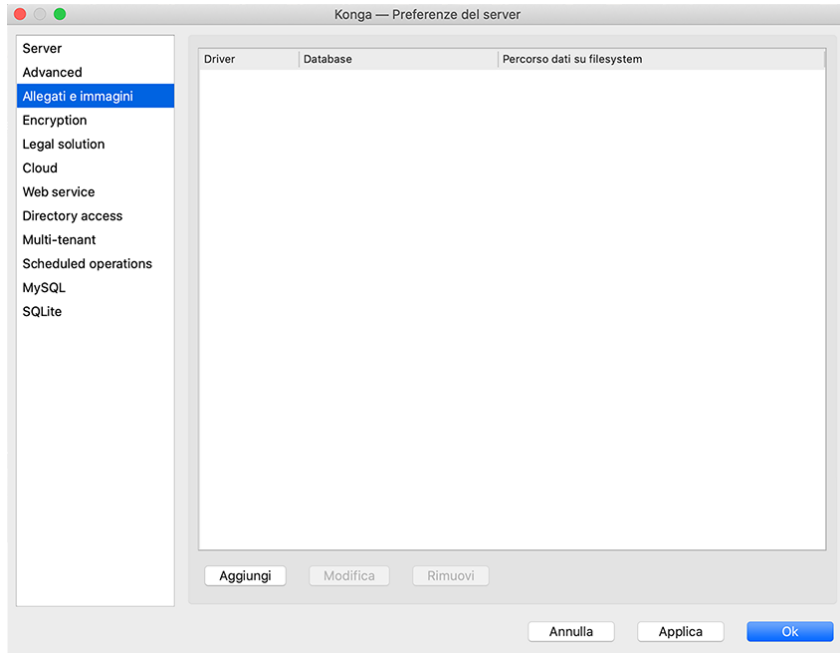 Konga — Preferenze del server
Server
Advanced
Allegati e immagini
Encryption
Legal solution
Cloud
Web service
Directory access
Multi-tenant
Scheduled operations
MySQL
SQLite
Driver Database Percorso dati su filesystem
Aggiungi Modifica Rimuovi
Annulla Applica Ok